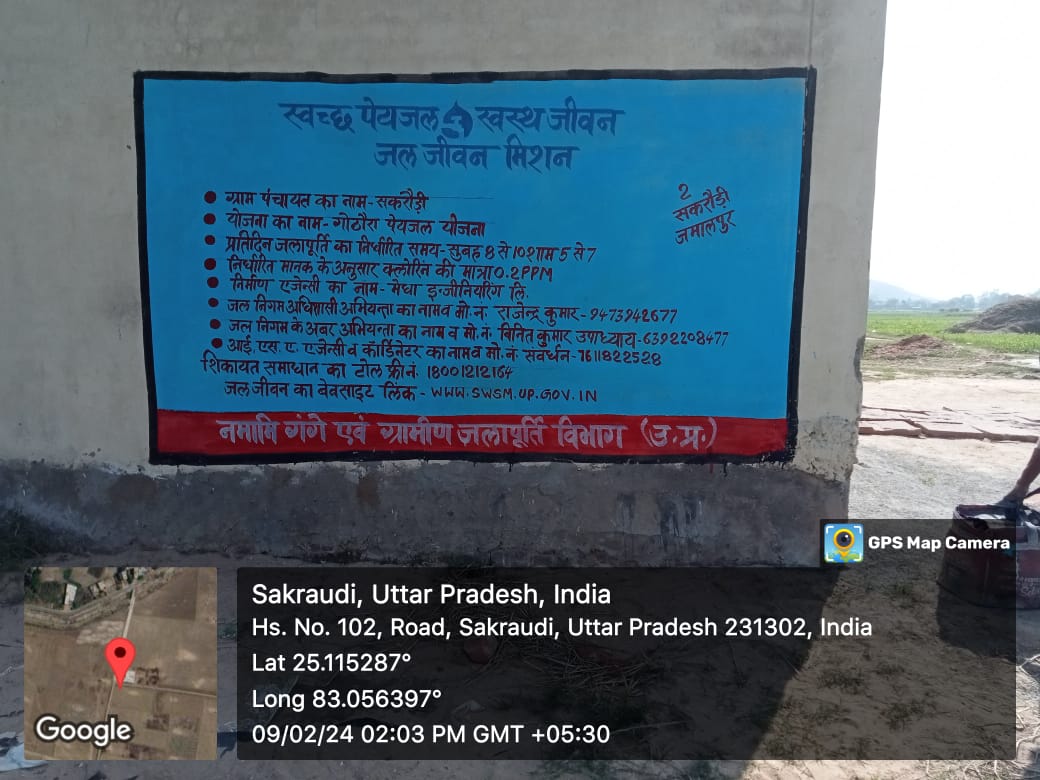 स्वच्छ पेयजल स्वस्थ जीवन
जल जीवन मिशन
2
सकरौड़ी
जमालपुर
ग्राम पंचायत का नाम-सकरौड़ी
योजना का नाम-गोठौरा पेयजल योजना
प्रतिदिन जलापूर्ति का निर्धारित समय-सुबह 8 से 10 शाम 5 से 7
निर्धारित मानक के अनुसार क्लोरिन की मात्रा 0.2PPM
निर्माण एजेन्सी का नाम- मेघा इन्जीनियरिंग लि.
जल निगम अधिशासी अभियन्ता का नाम व मो.नं. राजेन्द्र कुमार-9473942677
जल निगम के अवर अभियन्ता का नाम व मो.नं. बिनित कुमार उपाध्याय-6392208477
आई.एस.ए. एजेन्सी व कॉर्डिनेटर का नाम व मो.नं संवर्धन-7611822528
शिकायत समाधान का टोल फ्री नं. 18001212164
जल जीवन का बेवसाइट लिंक - WWW.SWSM.UP.GOV.IN
नमामि गंगे एवं ग्रामीण जलापूर्ति विभाग (उ.प्र.)
GPS Map Camera
Sakraudi, Uttar Pradesh, India
Hs. No. 102, Road, Sakraudi, Uttar Pradesh 231302, India
Lat 25.115287°
Long 83.056397°
09/02/24 02:03 PM GMT +05:30
Google